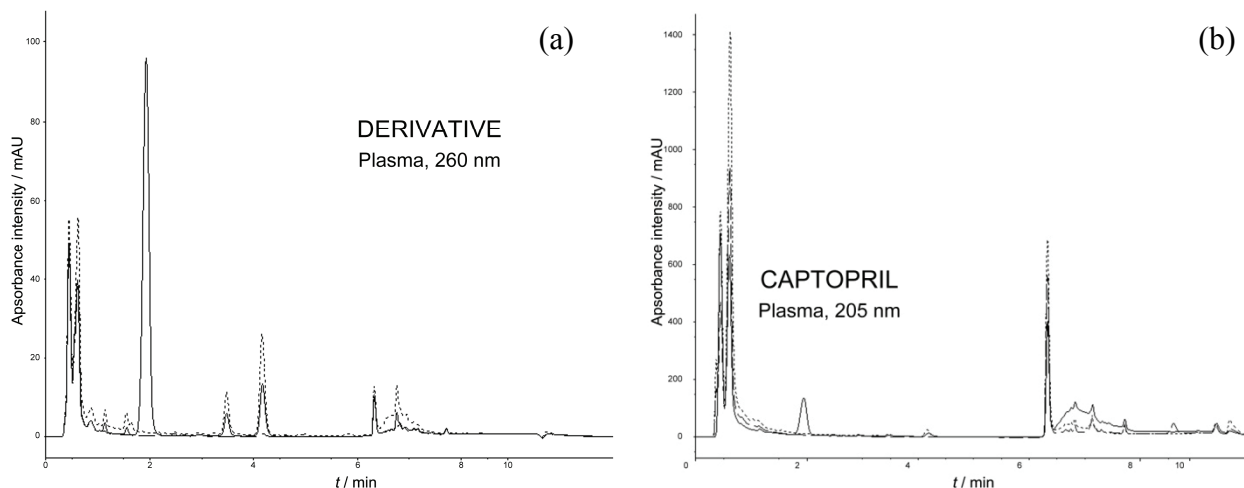 (a)
DERIVATIVE
Plasma, 260 nm
Apsorbance intensity / mAU
100
80
60
40
20
0
0 2 4 6 8 10
t / min
(b)
CAPTOPRIL
Plasma, 205 nm
Apsorbance intensity / mAU
1400
1200
1000
800
600
400
200
0
0 2 4 6 8 10
t / min